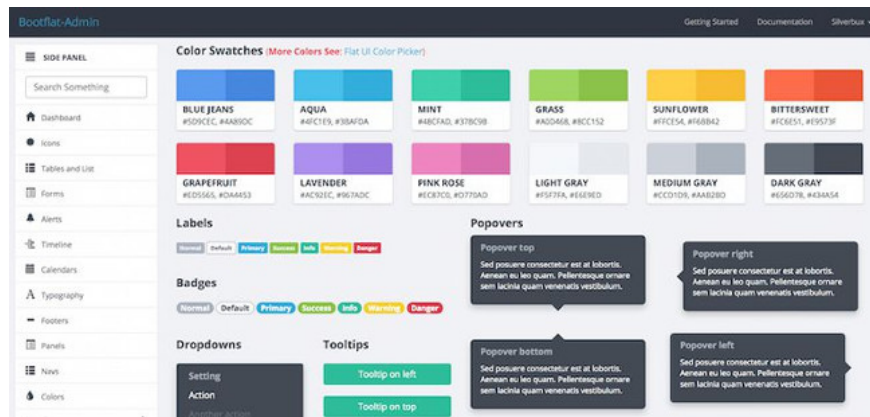 Bootflat-Admin
Getting Started Documentation Silverbux
SIDE PANEL
Search Something
Dashboard
Icons
Tables and List
Forms
Alerts
Timeline
Calendars
Typography
Footers
Panels
Navs
Colors
Color Swatches (More Colors See: Flat UI Color Picker)
BLUE JEANS
#5D9CEC, #4A89DC
AQUA
#4FC1E9, #3BAFDA
MINT
#48CFAD, #37BC9B
GRASS
#A0D468, #8CC152
SUNFLOWER
#FFCE54, #F6BB42
BITTERSWEET
#FC6E51, #E9573F
GRAPEFRUIT
#ED5565, #DA4453
LAVENDER
#AC92EC, #967ADC
PINK ROSE
#EC87C0, #D770AD
LIGHT GRAY
#F5F7FA, #E6E9ED
MEDIUM GRAY
#CCD1D9, #AAB2BD
DARK GRAY
#656D78, #434A54
Labels
Normal Default Primary Success Info Warning Danger
Badges
Normal Default Primary Success Info Warning Danger
Dropdowns
Setting
Action
Another Action
Tooltips
Tooltip on left
Tooltip on top
Popovers
Popover top
Sed posuere consectetur est at lobortis.
Aenean eu leo quam. Pellentesque ornare
sem lacinia quam venenatis vestibulum.
Popover right
Sed posuere consectetur est at lobortis.
Aenean eu leo quam. Pellentesque ornare
sem lacinia quam venenatis vestibulum.
Popover bottom
Sed posuere consectetur est at lobortis.
Aenean eu leo quam. Pellentesque ornare
sem lacinia quam venenatis vestibulum.
Popover left
Sed posuere consectetur est at lobortis.
Aenean eu leo quam. Pellentesque ornare
sem lacinia quam venenatis vestibulum.